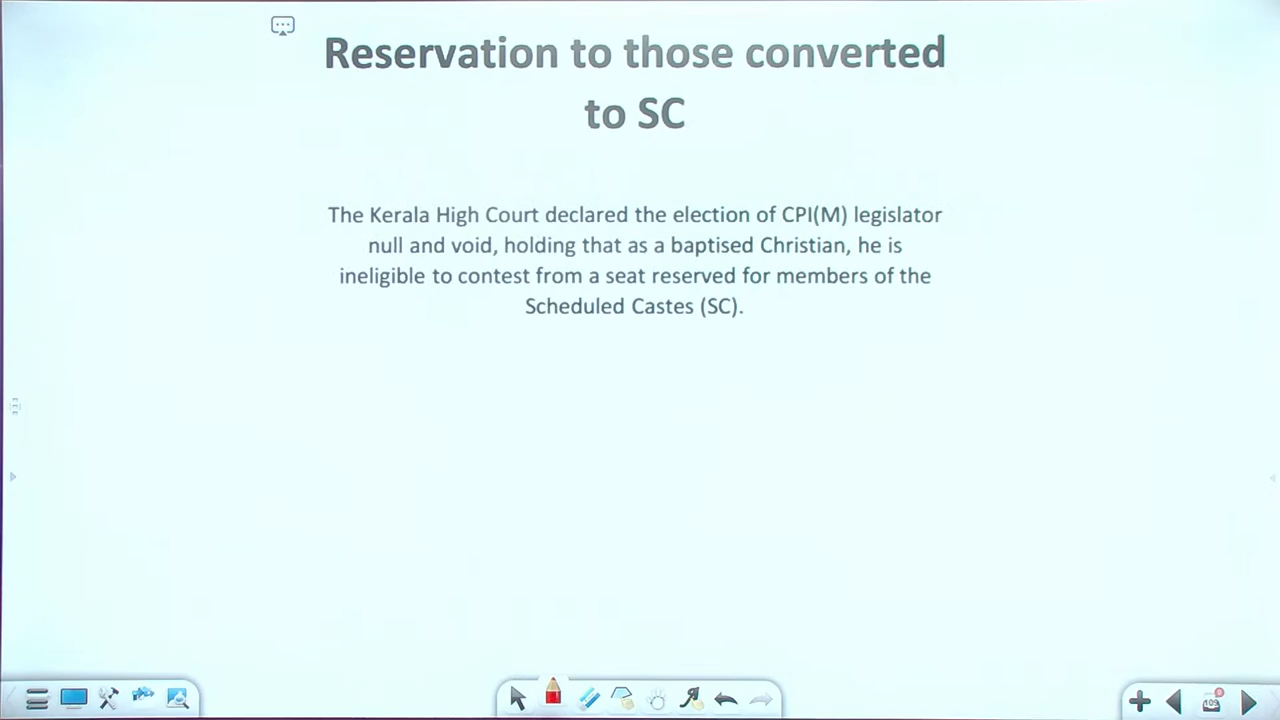 Reservation to those converted
to SC
The Kerala High Court declared the election of CPI(M) legislator
null and void, holding that as a baptised Christian, he is
ineligible to contest from a seat reserved for members of the
Scheduled Castes (SC).
109